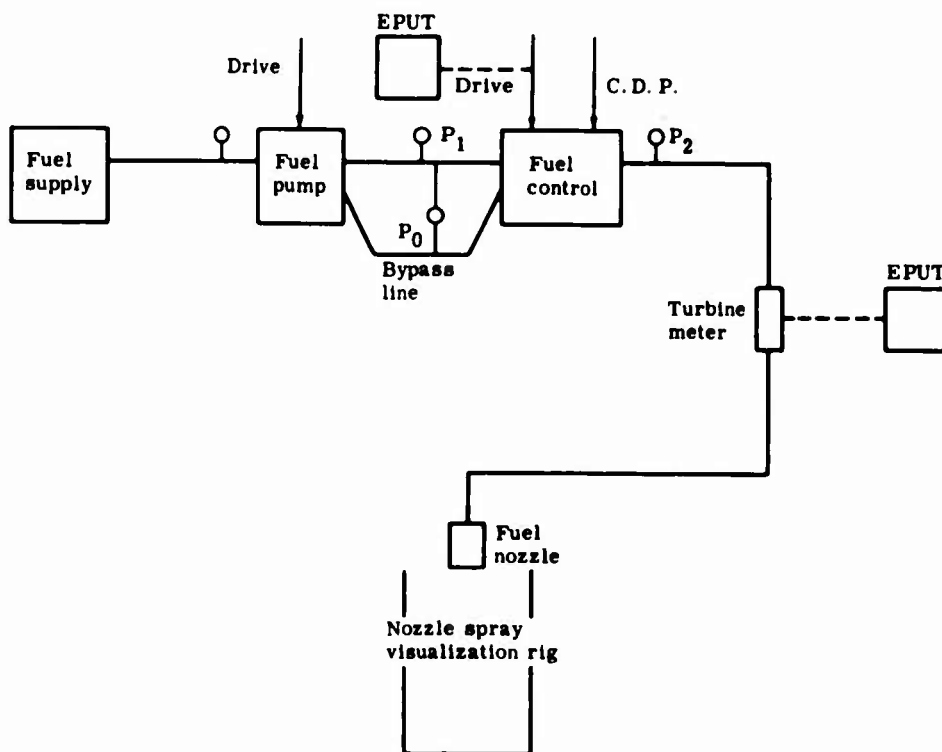 EPUT
Drive
Drive
C. D. P.
Fuel
supply
Fuel
pump
P1
Fuel
control
P2
P0
Bypass
line
EPUT
Turbine
meter
Fuel
nozzle
Nozzle spray
visualization rig